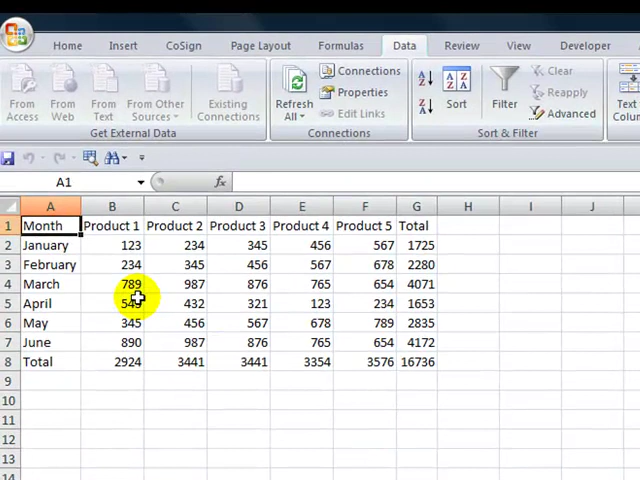 Home Insert CoSign Page Layout Formulas Data Review View Developer
From Access From Web From Text From Other Sources Existing Connections Refresh All Connections Properties Edit Links Sort Filter Clear Reapply Advanced Text
Get External Data Connections Sort & Filter
A1 fx
A B C D E F G H I J
1 Month Product 1 Product 2 Product 3 Product 4 Product 5 Total
2 January 123 234 345 456 567 1725
3 February 234 345 456 567 678 2280
4 March 789 987 876 765 654 4071
5 April 432 321 123 234 1653
6 May 345 456 567 678 789 2835
7 June 890 987 876 765 654 4172
8 Total 2924 3441 3441 3354 3576 16736
9
10
11
12
13
14